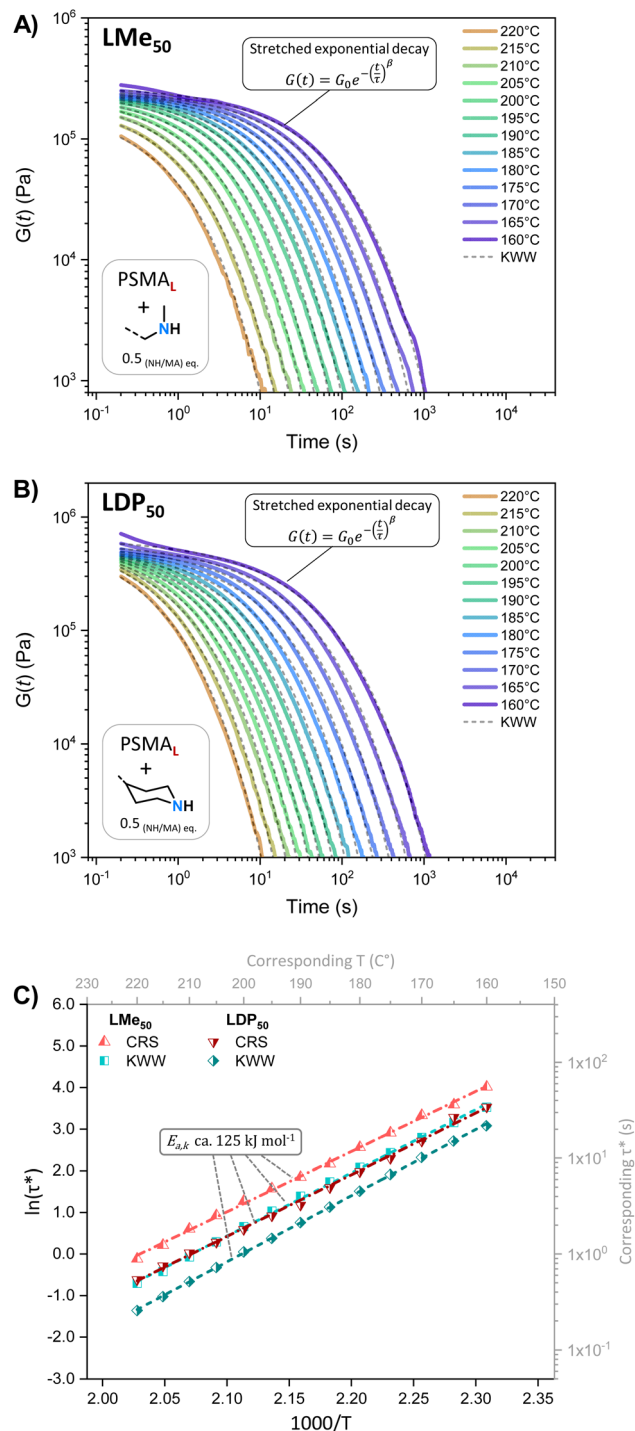 A)
LMe50
Stretched exponential decay
G(t) = G0e^-(t/τ)^β
220°C
215°C
210°C
205°C
200°C
195°C
190°C
185°C
180°C
175°C
170°C
165°C
160°C
KWW
PSMAL
+
NH
0.5 (NH/MA) eq.
10^6
10^5
10^4
10^3
G(t) (Pa)
10^-1
10^0
10^1
10^2
10^3
10^4
Time (s)
B)
LDP50
Stretched exponential decay
G(t) = G0e^-(t/τ)^β
220°C
215°C
210°C
205°C
200°C
195°C
190°C
185°C
180°C
175°C
170°C
165°C
160°C
KWW
PSMAL
+
NH
0.5 (NH/MA) eq.
10^6
10^5
10^4
10^3
G(t) (Pa)
10^-1
10^0
10^1
10^2
10^3
10^4
Time (s)
C)
Corresponding T (C°)
230 220 210 200 190 180 170 160 150
LMe50 LDP50
CRS CRS
KWW KWW
Ea,k ca. 125 kJ mol-1
6.0
5.0
4.0
3.0
2.0
1.0
0.0
-1.0
-2.0
-3.0
ln(τ*)
1x10^2
1x10^1
1x10^0
1x10^-1
Corresponding τ* (s)
2.00 2.05 2.10 2.15 2.20 2.25 2.30 2.35
1000/T